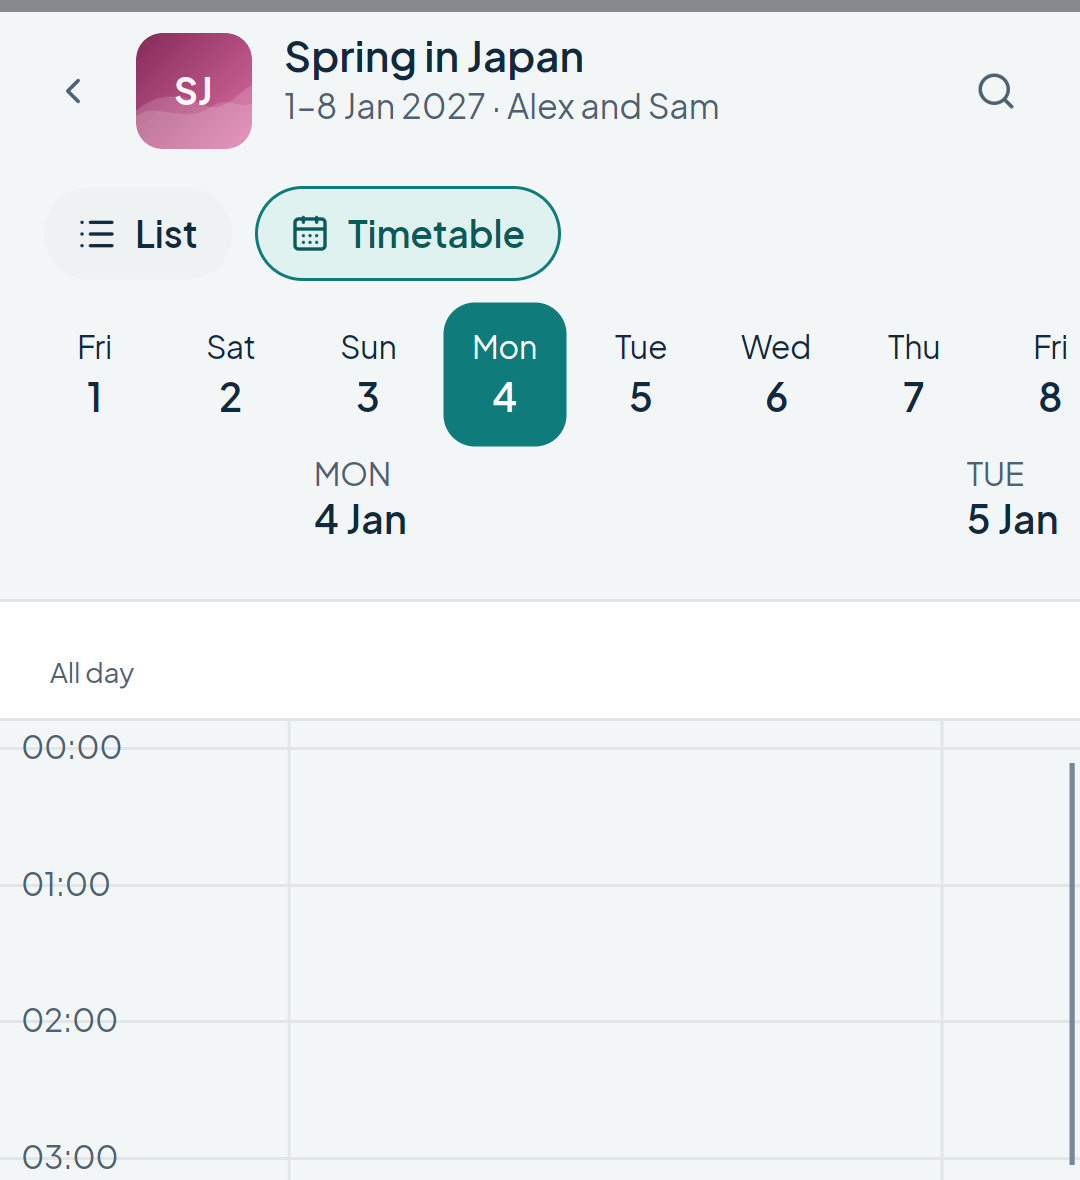 SJ
Spring in Japan
1–8 Jan 2027 · Alex and Sam
List
Timetable
Fri Sat Sun Mon Tue Wed Thu Fri
1 2 3 4 5 6 7 8
MON TUE
4 Jan 5 Jan
All day
00:00
01:00
02:00
03:00